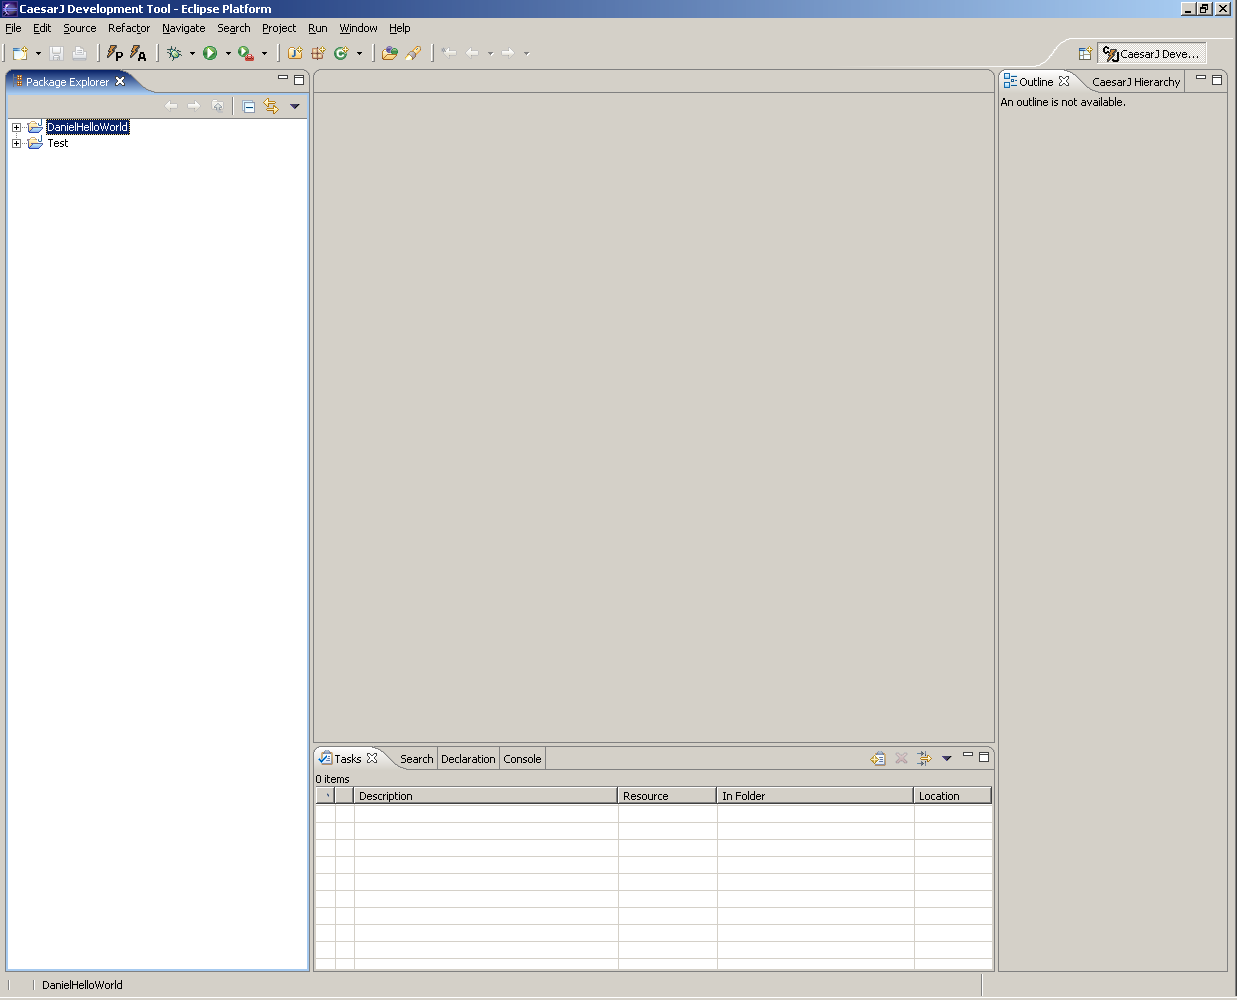 CaesarJ Development Tool - Eclipse Platform
File Edit Source Refactor Navigate Search Project Run Window Help
CaesarJ Deve...
Package Explorer
DanielHelloWorld
Test
Outline CaesarJ Hierarchy
An outline is not available.
Tasks Search Declaration Console
0 items
Description Resource In Folder Location
DanielHelloWorld